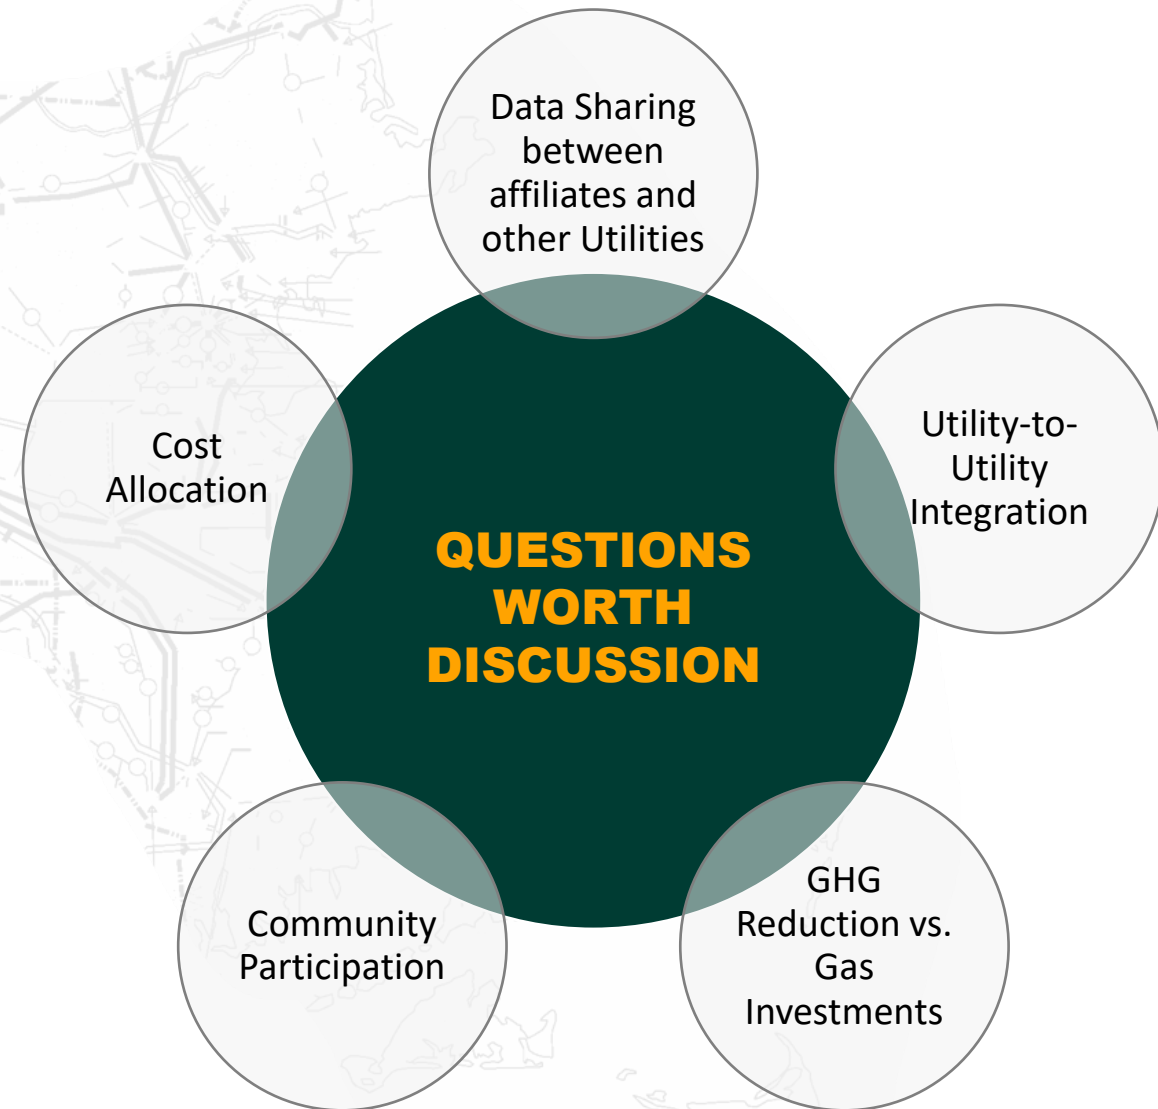 Data Sharing
between
affiliates and
other Utilities
Utility-to-
Utility
Integration
GHG
Reduction vs.
Gas
Investments
Community
Participation
Cost
Allocation
QUESTIONS
WORTH
DISCUSSION